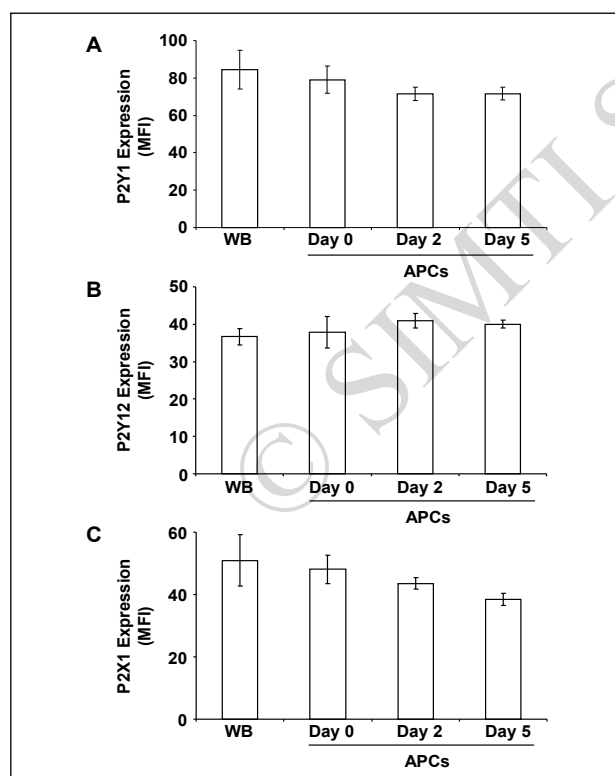 A
P2Y1 Expression
(MFI)
100
80
60
40
20
0
WB
Day 0
Day 2
Day 5
APCs
B
P2Y12 Expression
(MFI)
50
40
30
20
10
0
WB
Day 0
Day 2
Day 5
APCs
C
P2X1 Expression
(MFI)
60
40
20
0
WB
Day 0
Day 2
Day 5
APCs
© SIMTI S